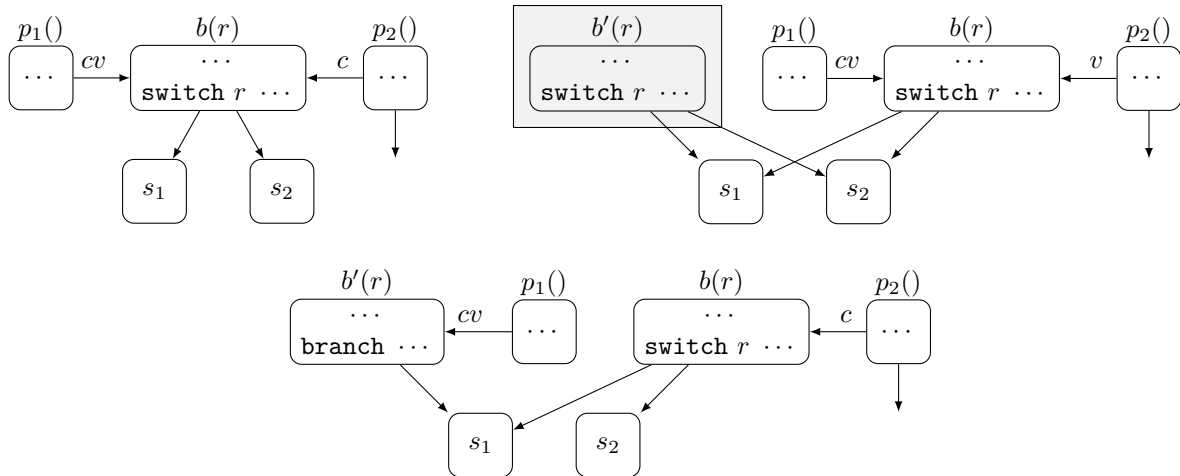 p₁() b(r) p₂()
··· cv ··· c ···
switch r ···
s₁ s₂
b′(r) p₁() b(r) p₂()
··· ··· cv ··· v ···
switch r ··· switch r ···
s₁ s₂
b′(r) p₁() b(r) p₂()
··· cv ··· ··· c ···
branch ··· switch r ···
s₁ s₂